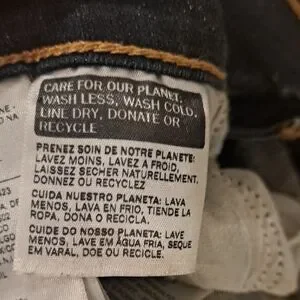 CARE FOR OUR PLANET:
WASH LESS, WASH COLD,
LINE DRY, DONATE OR
RECYCLE
PRENEZ SOIN DE NOTRE PLANETE:
LAVEZ MOINS, LAVEZ A FROID,
LAISSEZ SECHER NATURELLEMENT,
DONNEZ OU RECYCLEZ
CUIDA NUESTRO PLANETA: LAVA
MENOS, LAVA EN FRIO, TIENDE LA
ROPA, DONA O RECICLA.
CUIDE DO NOSSO PLANETA: LAVE
MENOS, LAVE EM ÁGUA FRIA, SEQUE
EM VARAL, DOE OU RECICLE.